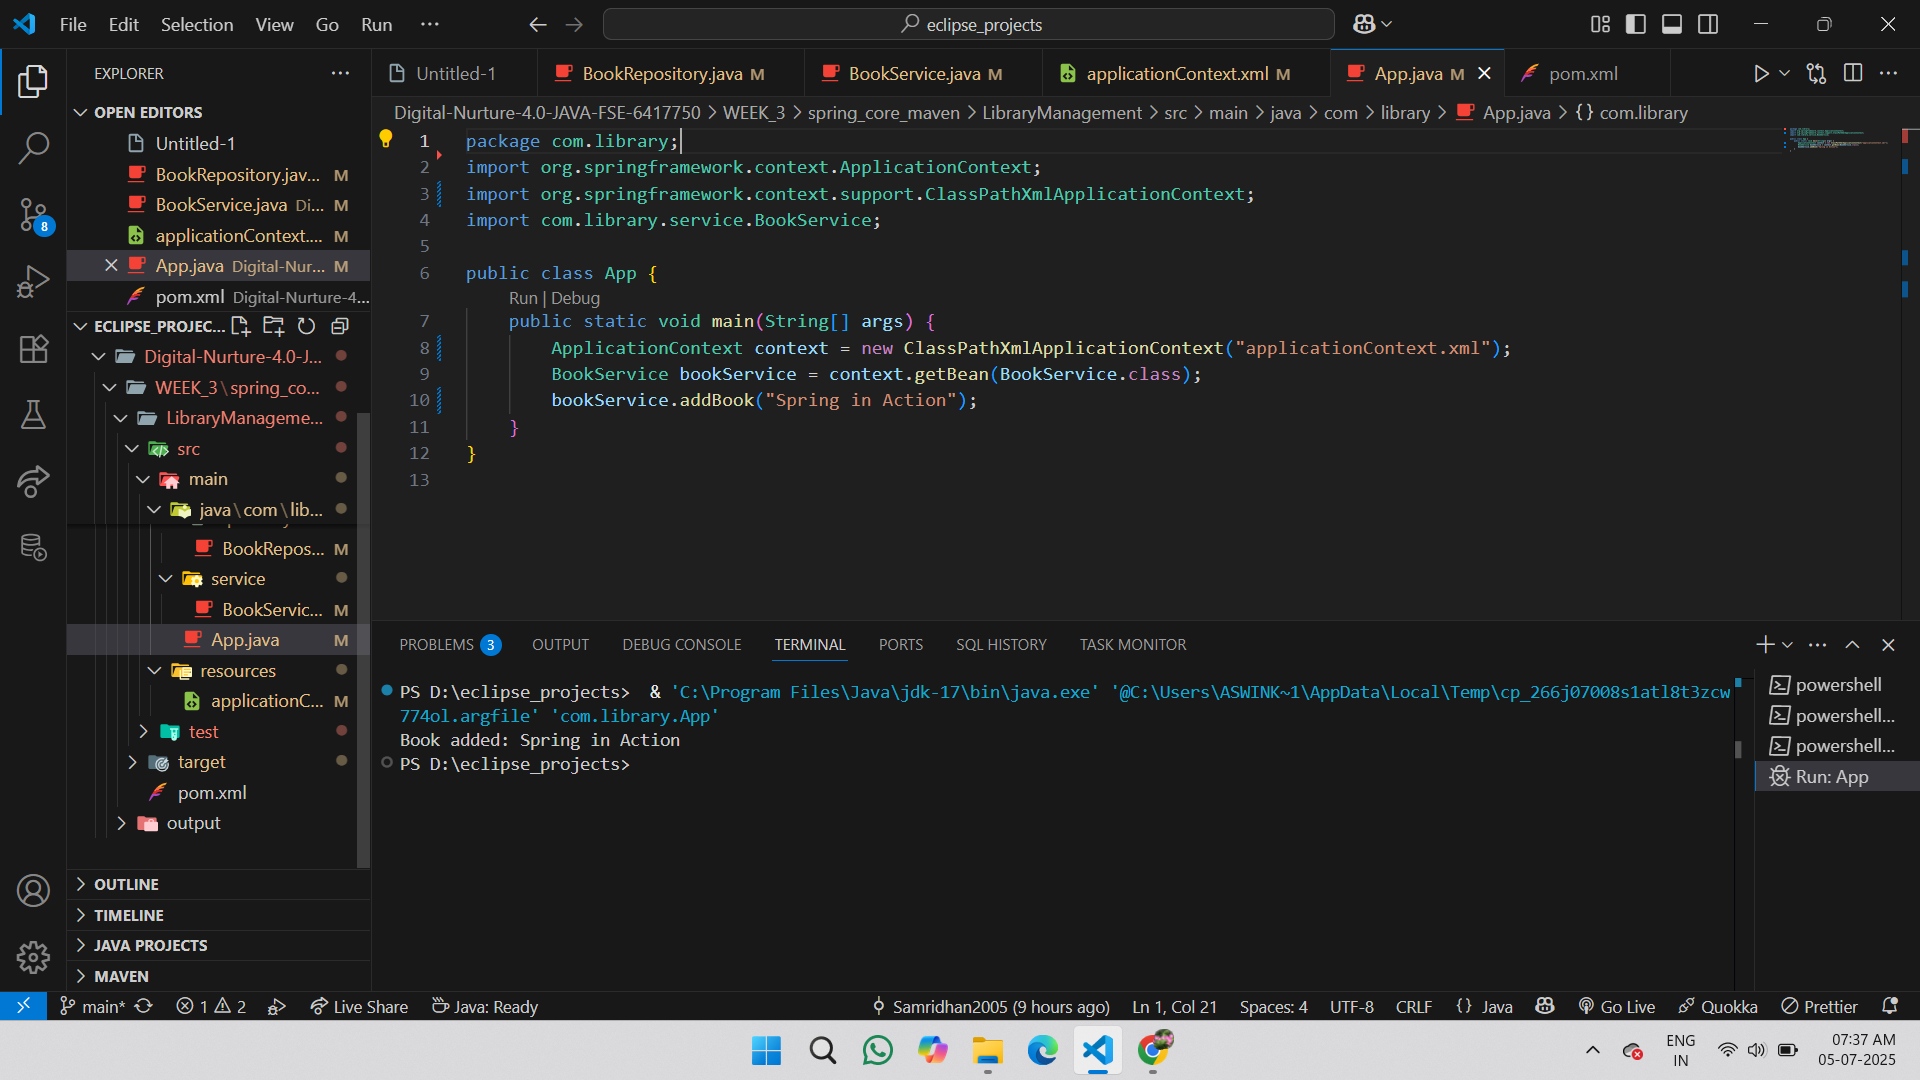 File Edit Selection View Go Run ···
eclipse_projects
EXPLORER
OPEN EDITORS
Untitled-1
BookRepository.jav... M
BookService.java Di... M
applicationContext.... M
App.java Digital-Nur... M
pom.xml Digital-Nurture-4...
ECLIPSE_PROJEC...
Digital-Nurture-4.0-J...
WEEK_3\spring_co...
LibraryManageme...
src
main
java\com\lib...
BookRepos... M
service
BookServic... M
App.java M
resources
applicationC... M
test
target
pom.xml
output
OUTLINE
TIMELINE
JAVA PROJECTS
MAVEN
8
Untitled-1 BookRepository.java M BookService.java M applicationContext.xml M App.java M pom.xml
Digital-Nurture-4.0-JAVA-FSE-6417750 > WEEK_3 > spring_core_maven > LibraryManagement > src > main > java > com > library > App.java > {} com.library
1 package com.library;
2 import org.springframework.context.ApplicationContext;
3 import org.springframework.context.support.ClassPathXmlApplicationContext;
4 import com.library.service.BookService;
5
6 public class App {
Run | Debug
7 public static void main(String[] args) {
8 ApplicationContext context = new ClassPathXmlApplicationContext("applicationContext.xml");
9 BookService bookService = context.getBean(BookService.class);
10 bookService.addBook("Spring in Action");
11 }
12 }
13
PROBLEMS 3 OUTPUT DEBUG CONSOLE TERMINAL PORTS SQL HISTORY TASK MONITOR
PS D:\eclipse_projects> & 'C:\Program Files\Java\jdk-17\bin\java.exe' '@C:\Users\ASWINK~1\AppData\Local\Temp\cp_266j07008s1atl8t3zcw
774ol.argfile' 'com.library.App'
Book added: Spring in Action
PS D:\eclipse_projects>
powershell
powershell...
powershell...
Run: App
main* 1 2 Live Share Java: Ready Samridhan2005 (9 hours ago) Ln 1, Col 21 Spaces: 4 UTF-8 CRLF {} Java Go Live Quokka Prettier
ENG
IN
07:37 AM
05-07-2025